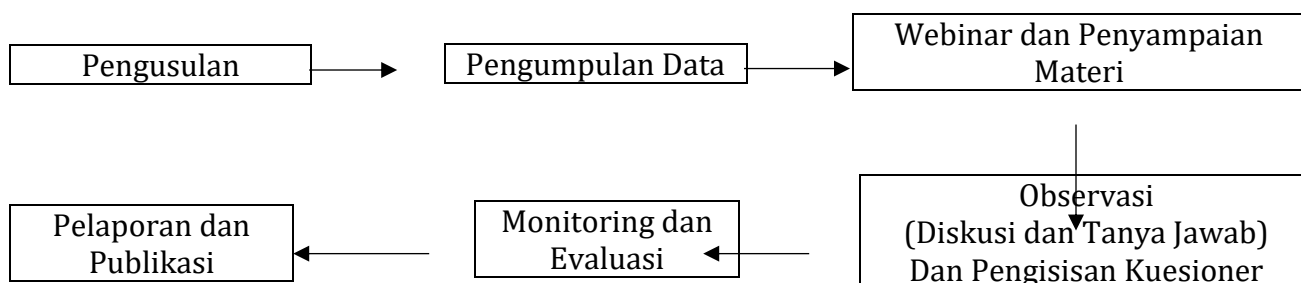 Pengusulan
Pengumpulan Data
Webinar dan Penyampaian
Materi
Observasi
(Diskusi dan Tanya Jawab)
Dan Pengisisan Kuesioner
Monitoring dan
Evaluasi
Pelaporan dan
Publikasi